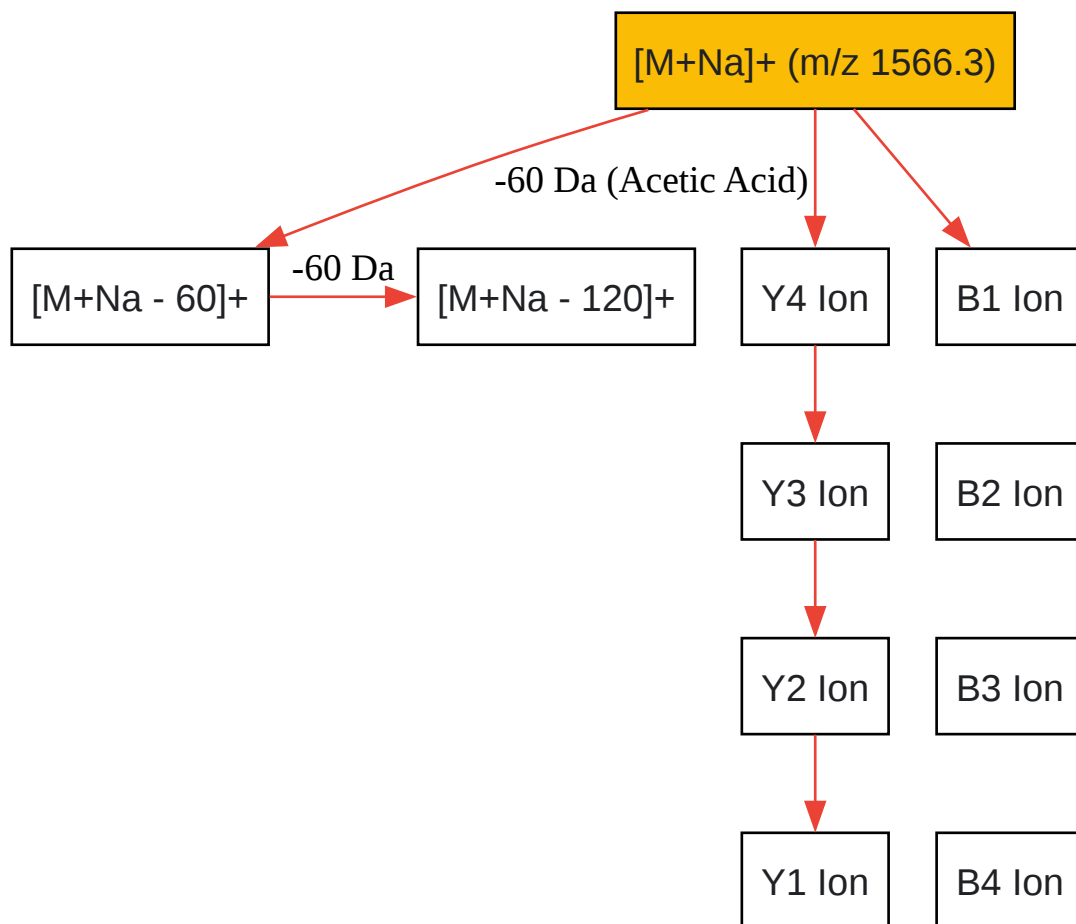 [M+Na]+ (m/z 1566.3)
-60 Da (Acetic Acid)
-60 Da
[M+Na - 60]+
[M+Na - 120]+
Y4 Ion
B1 Ion
Y3 Ion
B2 Ion
Y2 Ion
B3 Ion
Y1 Ion
B4 Ion